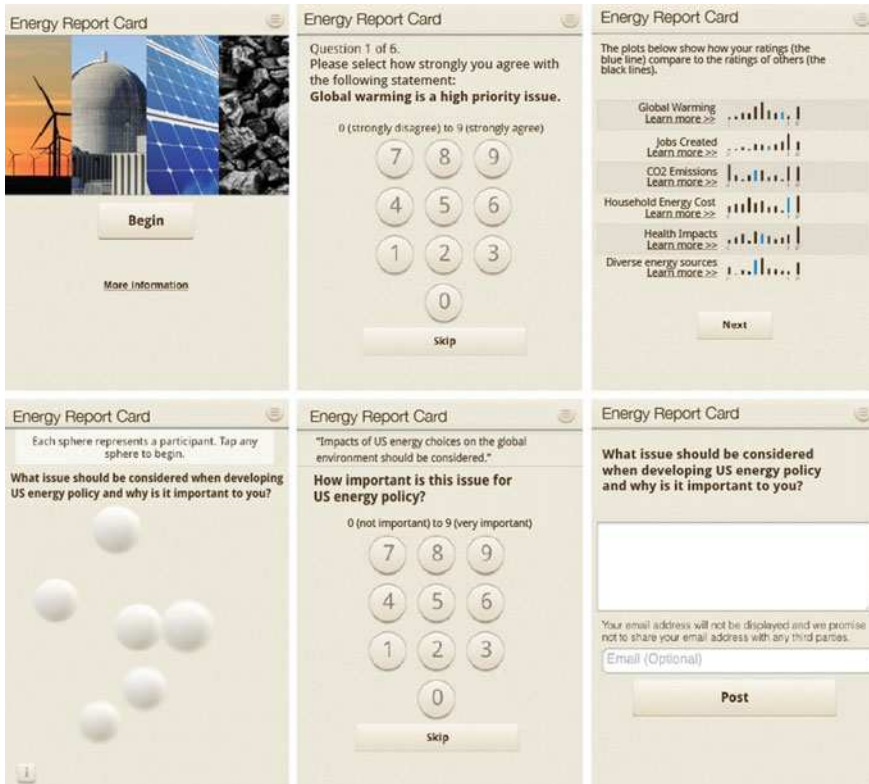 Energy Report Card
Begin
More Information
Energy Report Card
Question 1 of 6.
Please select how strongly you agree with
the following statement:
Global warming is a high priority issue.
0 (strongly disagree) to 9 (strongly agree)
7 8 9
4 5 6
1 2 3
0
Skip
Energy Report Card
The plots below show how your ratings (the
blue line) compare to the ratings of others (the
black lines).
Global Warming
Learn more >>
Jobs Created
Learn more >>
CO2 Emissions
Learn more >>
Household Energy Cost
Learn more >>
Health Impacts
Learn more >>
Diverse energy sources
Learn more >>
Next
Energy Report Card
Each sphere represents a participant. Tap any
sphere to begin.
What issue should be considered when developing
US energy policy and why is it important to you?
i
Energy Report Card
"Impacts of US energy choices on the global
environment should be considered."
How important is this issue for
US energy policy?
0 (not important) to 9 (very important)
7 8 9
4 5 6
1 2 3
0
Skip
Energy Report Card
What issue should be considered
when developing US energy policy
and why is it important to you?
Your email address will not be displayed and we promise
not to share your email address with any third parties.
Email (Optional)
Post